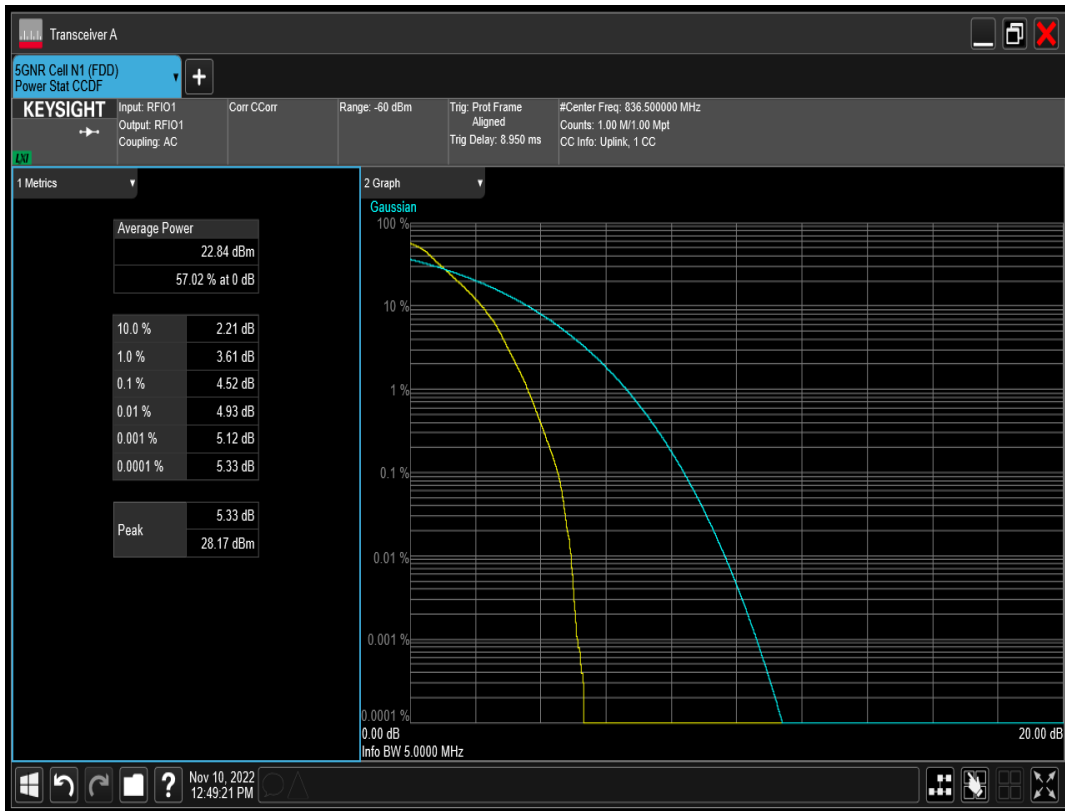 Transceiver A
5GNR Cell N1 (FDD)
Power Stat CCDF
+
KEYSIGHT
LXI
Input: RFIO1
Output: RFIO1
Coupling: AC
Corr CCorr
Range: -60 dBm
Trig: Prot Frame
Aligned
Trig Delay: 8.950 ms
#Center Freq: 836.500000 MHz
Counts: 1.00 M/1.00 Mpt
CC Info: Uplink, 1 CC
1 Metrics
Average Power
22.84 dBm
57.02 % at 0 dB
10.0 % 2.21 dB
1.0 % 3.61 dB
0.1 % 4.52 dB
0.01 % 4.93 dB
0.001 % 5.12 dB
0.0001 % 5.33 dB
Peak
5.33 dB
28.17 dBm
2 Graph
Gaussian
100 %
10 %
1 %
0.1 %
0.01 %
0.001 %
0.0001 %
0.00 dB 20.00 dB
Info BW 5.0000 MHz
?
Nov 10, 2022
12:49:21 PM